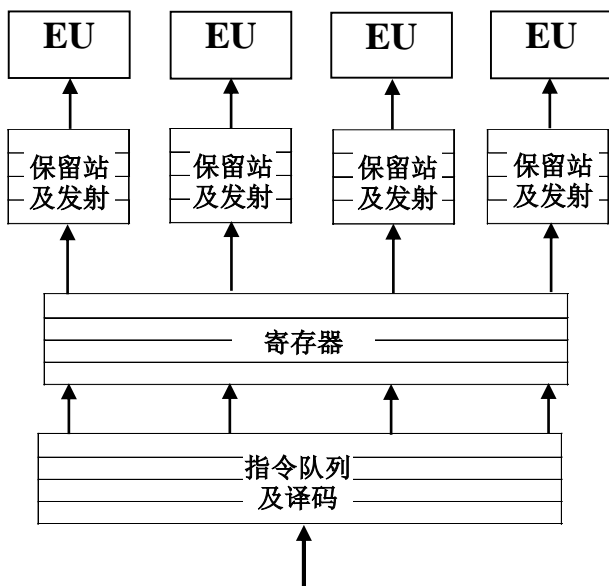 EU EU EU EU
保留站 保留站 保留站 保留站
及发射 及发射 及发射 及发射
寄存器
指令队列
及译码